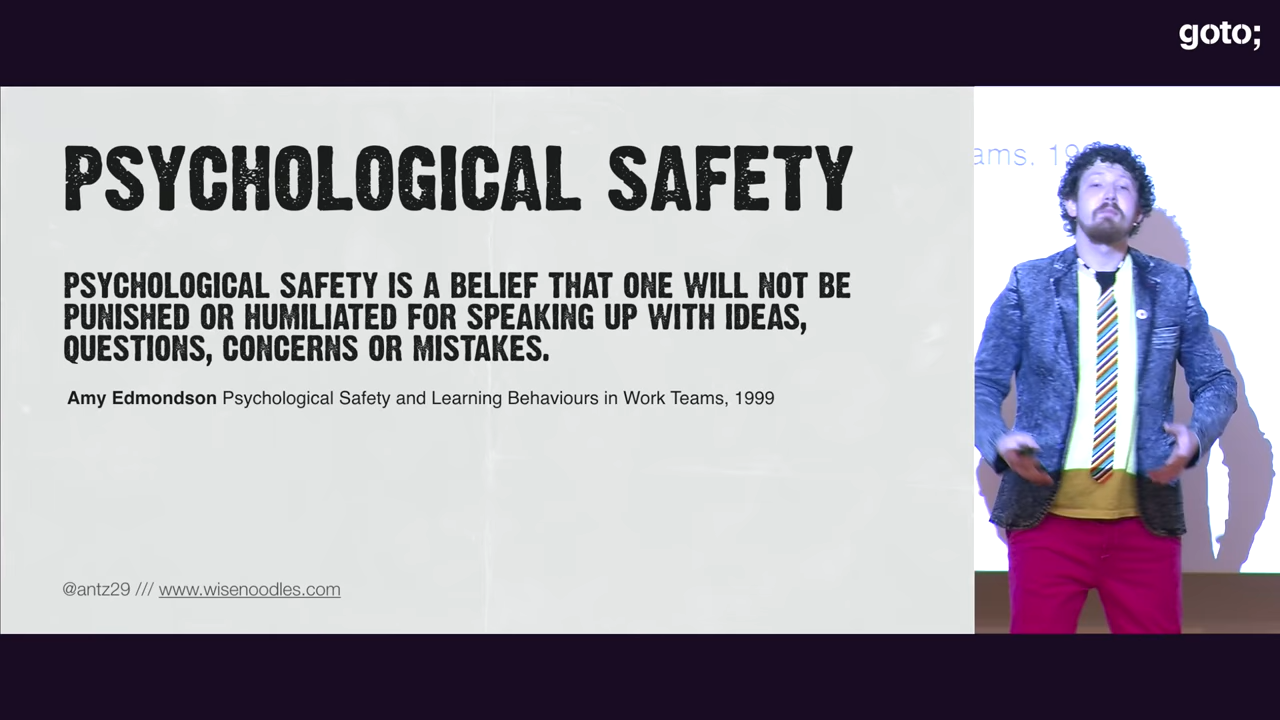 goto;
PSYCHOLOGICAL SAFETY
PSYCHOLOGICAL SAFETY IS A BELIEF THAT ONE WILL NOT BE
PUNISHED OR HUMILIATED FOR SPEAKING UP WITH IDEAS,
QUESTIONS, CONCERNS OR MISTAKES.
Amy Edmondson Psychological Safety and Learning Behaviours in Work Teams, 1999
@antz29 /// www.wisenoodles.com